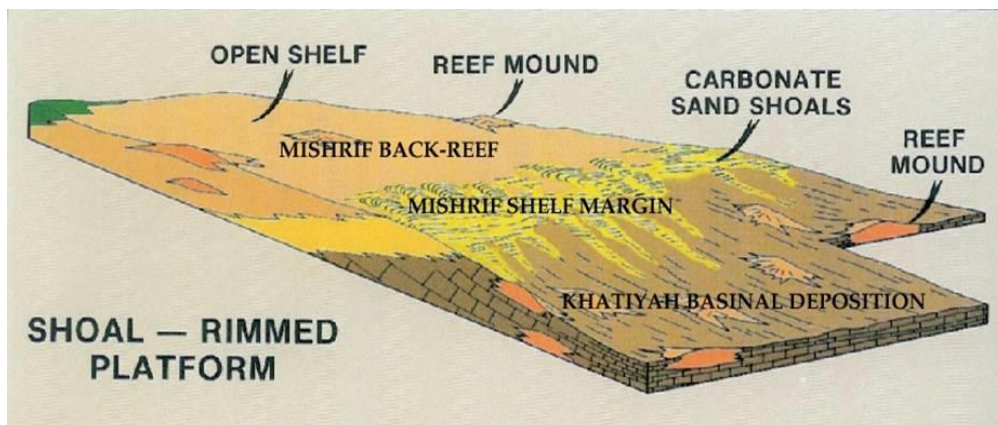 OPEN SHELF
REEF MOUND
CARBONATE
SAND SHOALS
REEF
MOUND
MISHRIF BACK-REEF
MISHRIF SHELF MARGIN
KHATIYAH BASINAL DEPOSITION
SHOAL — RIMMED
PLATFORM